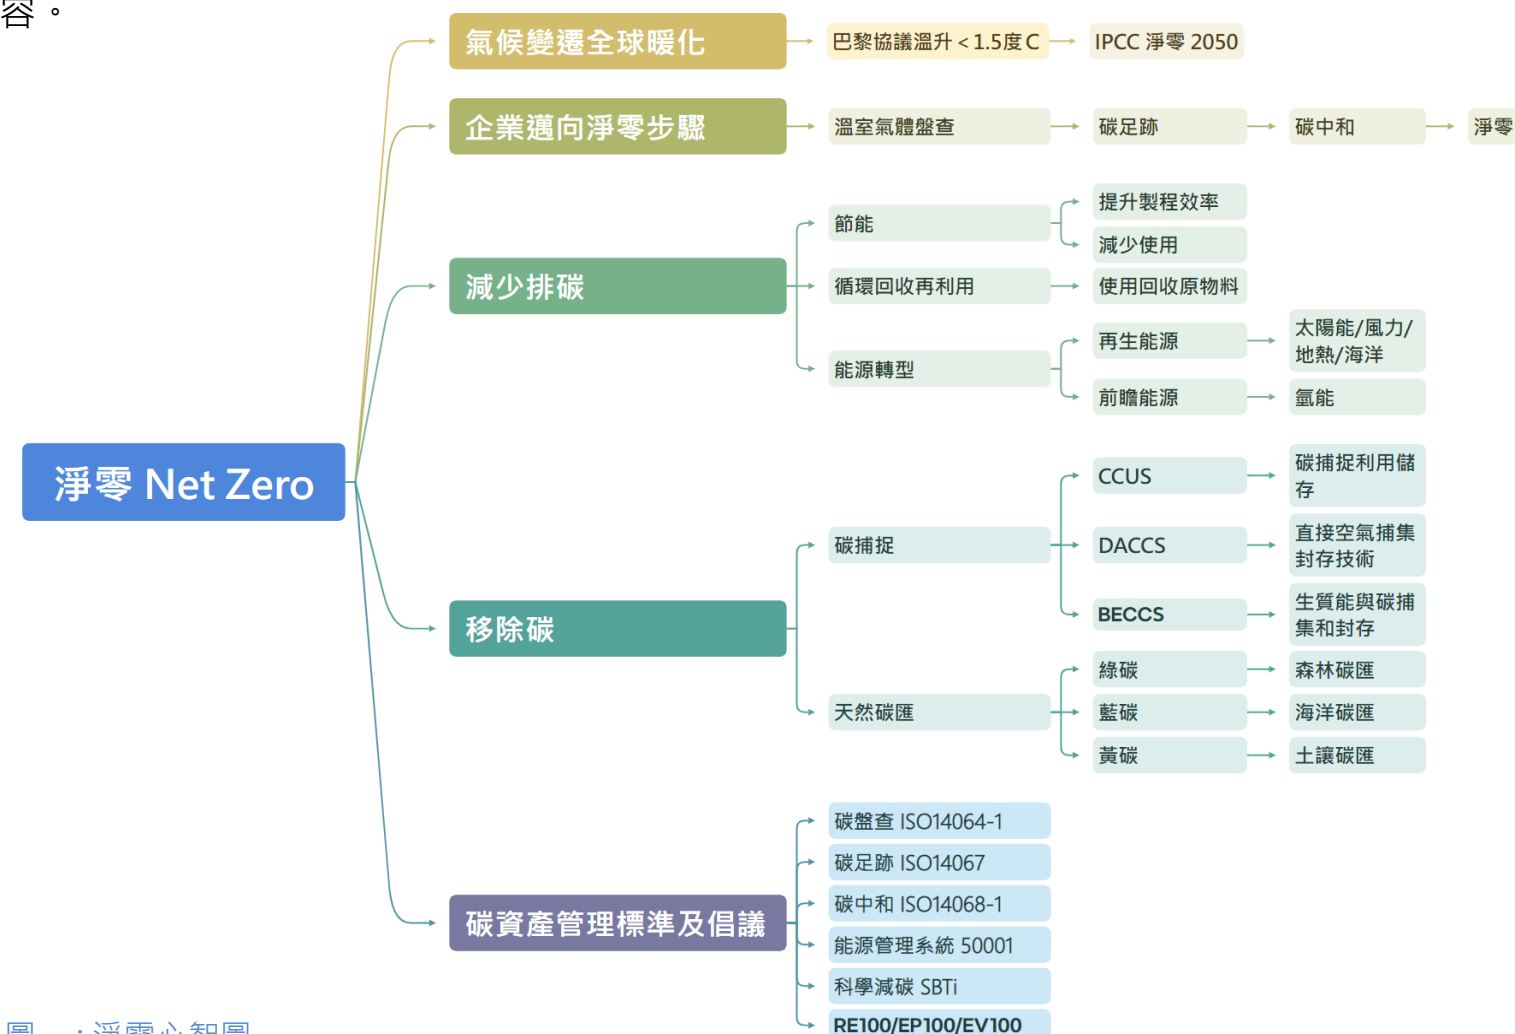 容。
氣候變遷全球暖化
巴黎協議溫升<1.5度C
IPCC 淨零 2050
企業邁向淨零步驟
溫室氣體盤查
碳足跡
碳中和
淨零
減少排碳
節能
提升製程效率
減少使用
循環回收再利用
使用回收原物料
能源轉型
再生能源
太陽能/風力/
地熱/海洋
前瞻能源
氫能
淨零 Net Zero
移除碳
碳捕捉
CCUS
碳捕捉利用儲
存
DACCS
直接空氣捕集
封存技術
BECCS
生質能與碳捕
集和封存
天然碳匯
綠碳
森林碳匯
藍碳
海洋碳匯
黃碳
土讓碳匯
碳資產管理標準及倡議
碳盤查 ISO14064-1
碳足跡 ISO14067
碳中和 ISO14068-1
能源管理系統 50001
科學減碳 SBTi
RE100/EP100/EV100
圖 :淨零心智圖